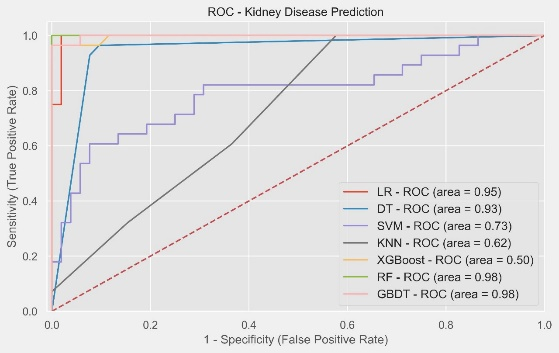 ROC - Kidney Disease Prediction
1.0
0.8
0.6
0.4
0.2
0.0
Sensitivity (True Positive Rate)
LR - ROC (area = 0.95)
DT - ROC (area = 0.93)
SVM - ROC (area = 0.73)
KNN - ROC (area = 0.62)
XGBoost - ROC (area = 0.50)
RF - ROC (area = 0.98)
GBDT - ROC (area = 0.98)
0.0 0.2 0.4 0.6 0.8 1.0
1 - Specificity (False Positive Rate)